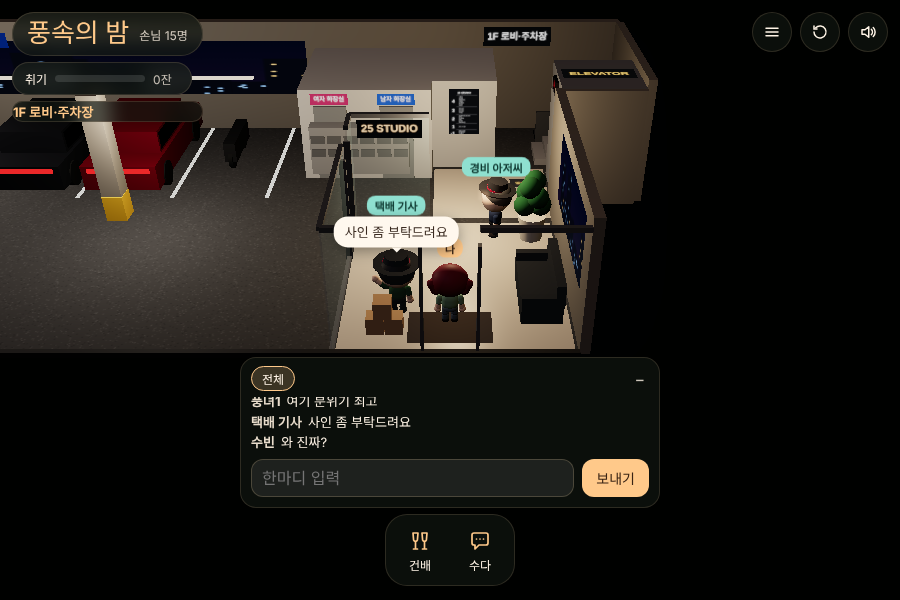 풍속의 밤 손님 15명
취기 0잔
1F 로비·주차장
1F 로비·주차장
ELEVATOR
여자 화장실
남자 화장실
25 STUDIO
경비 아저씨
택배 기사
사인 좀 부탁드려요
나
전체
풍녀1 여기 분위기 최고
택배 기사 사인 좀 부탁드려요
수빈 와 진짜?
한마디 입력
보내기
건배
수다